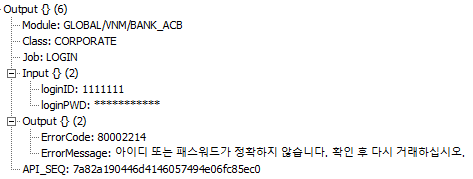 Output {} (6)
Module: GLOBAL/VNM/BANK_ACB
Class: CORPORATE
Job: LOGIN
Input {} (2)
loginID: 1111111
loginPWD: ***********
Output {} (2)
ErrorCode: 80002214
ErrorMessage: 아이디 또는 패스워드가 정확하지 않습니다. 확인 후 다시 거래하십시오.
API_SEQ: 7a82a190446d4146057494e06fc85ec0